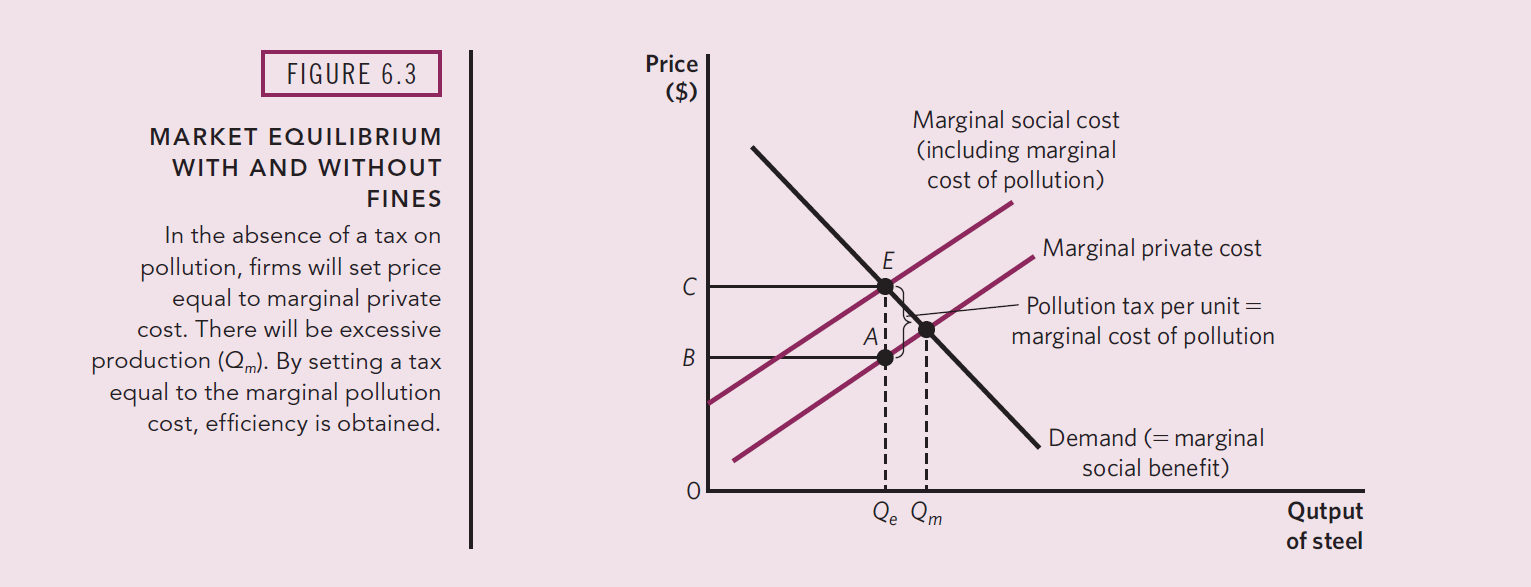 FIGURE 6.3
MARKET EQUILIBRIUM
WITH AND WITHOUT
FINES
In the absence of a tax on
pollution, firms will set price
equal to marginal private
cost. There will be excessive
production (Qm). By setting a tax
equal to the marginal pollution
cost, efficiency is obtained.
Price
($)
Marginal social cost
(including marginal
cost of pollution)
Marginal private cost
E
C
Pollution tax per unit =
marginal cost of pollution
A
B
Demand (= marginal
social benefit)
0
Qe Qm
Qutput
of steel